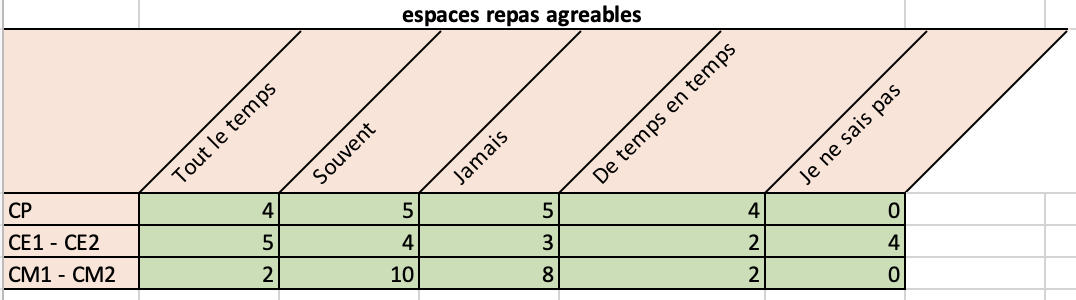 espaces repas agreables
Tout le temps Souvent Jamais De temps en temps Je ne sais pas
CP 4 5 5 4 0
CE1 - CE2 5 4 3 2 4
CM1 - CM2 2 10 8 2 0